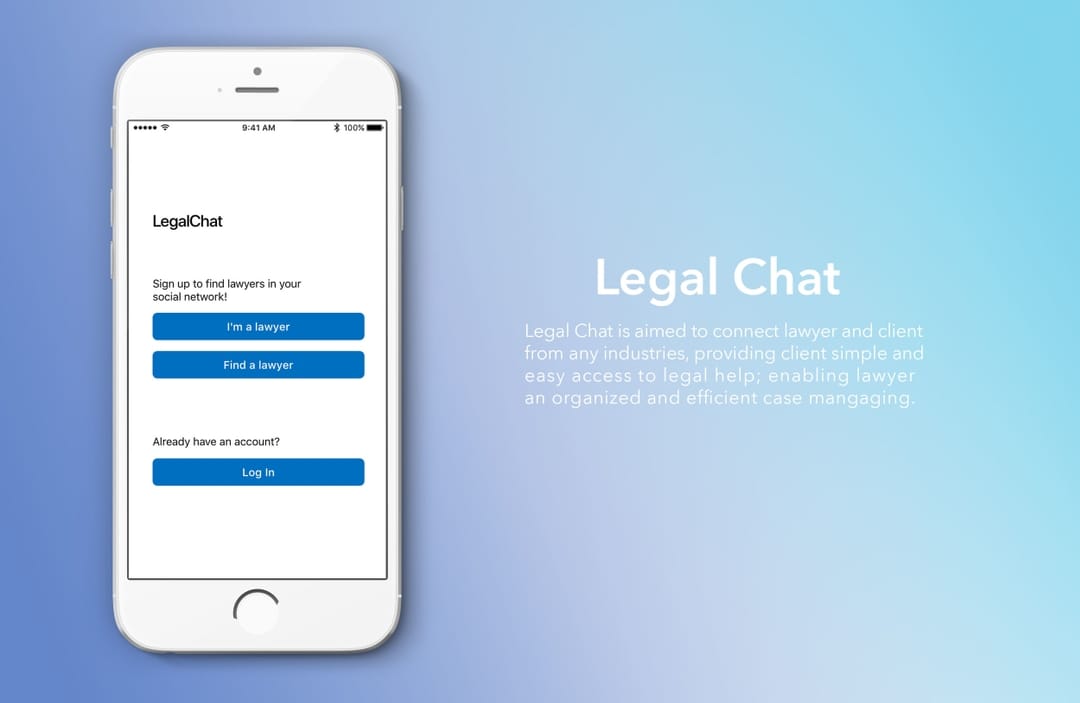 9:41 AM
100%
LegalChat
Sign up to find lawyers in your
social network!
I'm a lawyer
Find a lawyer
Already have an account?
Log In
Legal Chat
Legal Chat is aimed to connect lawyer and client
from any industries, providing client simple and
easy access to legal help; enabling lawyer
an organized and efficient case mangaging.